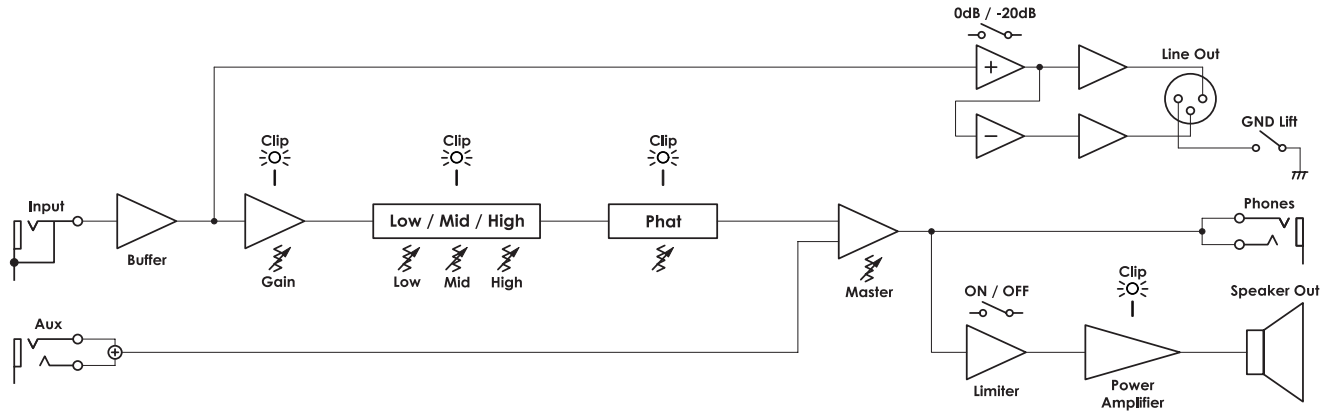 0dB / -20dB
Line Out
+
−
GND Lift
Clip
Clip
Clip
Input
Low / Mid / High
Phat
Phones
Buffer
Gain
Low
Mid
High
Master
ON / OFF
Clip
Speaker Out
Aux
+
Limiter
Power
Amplifier